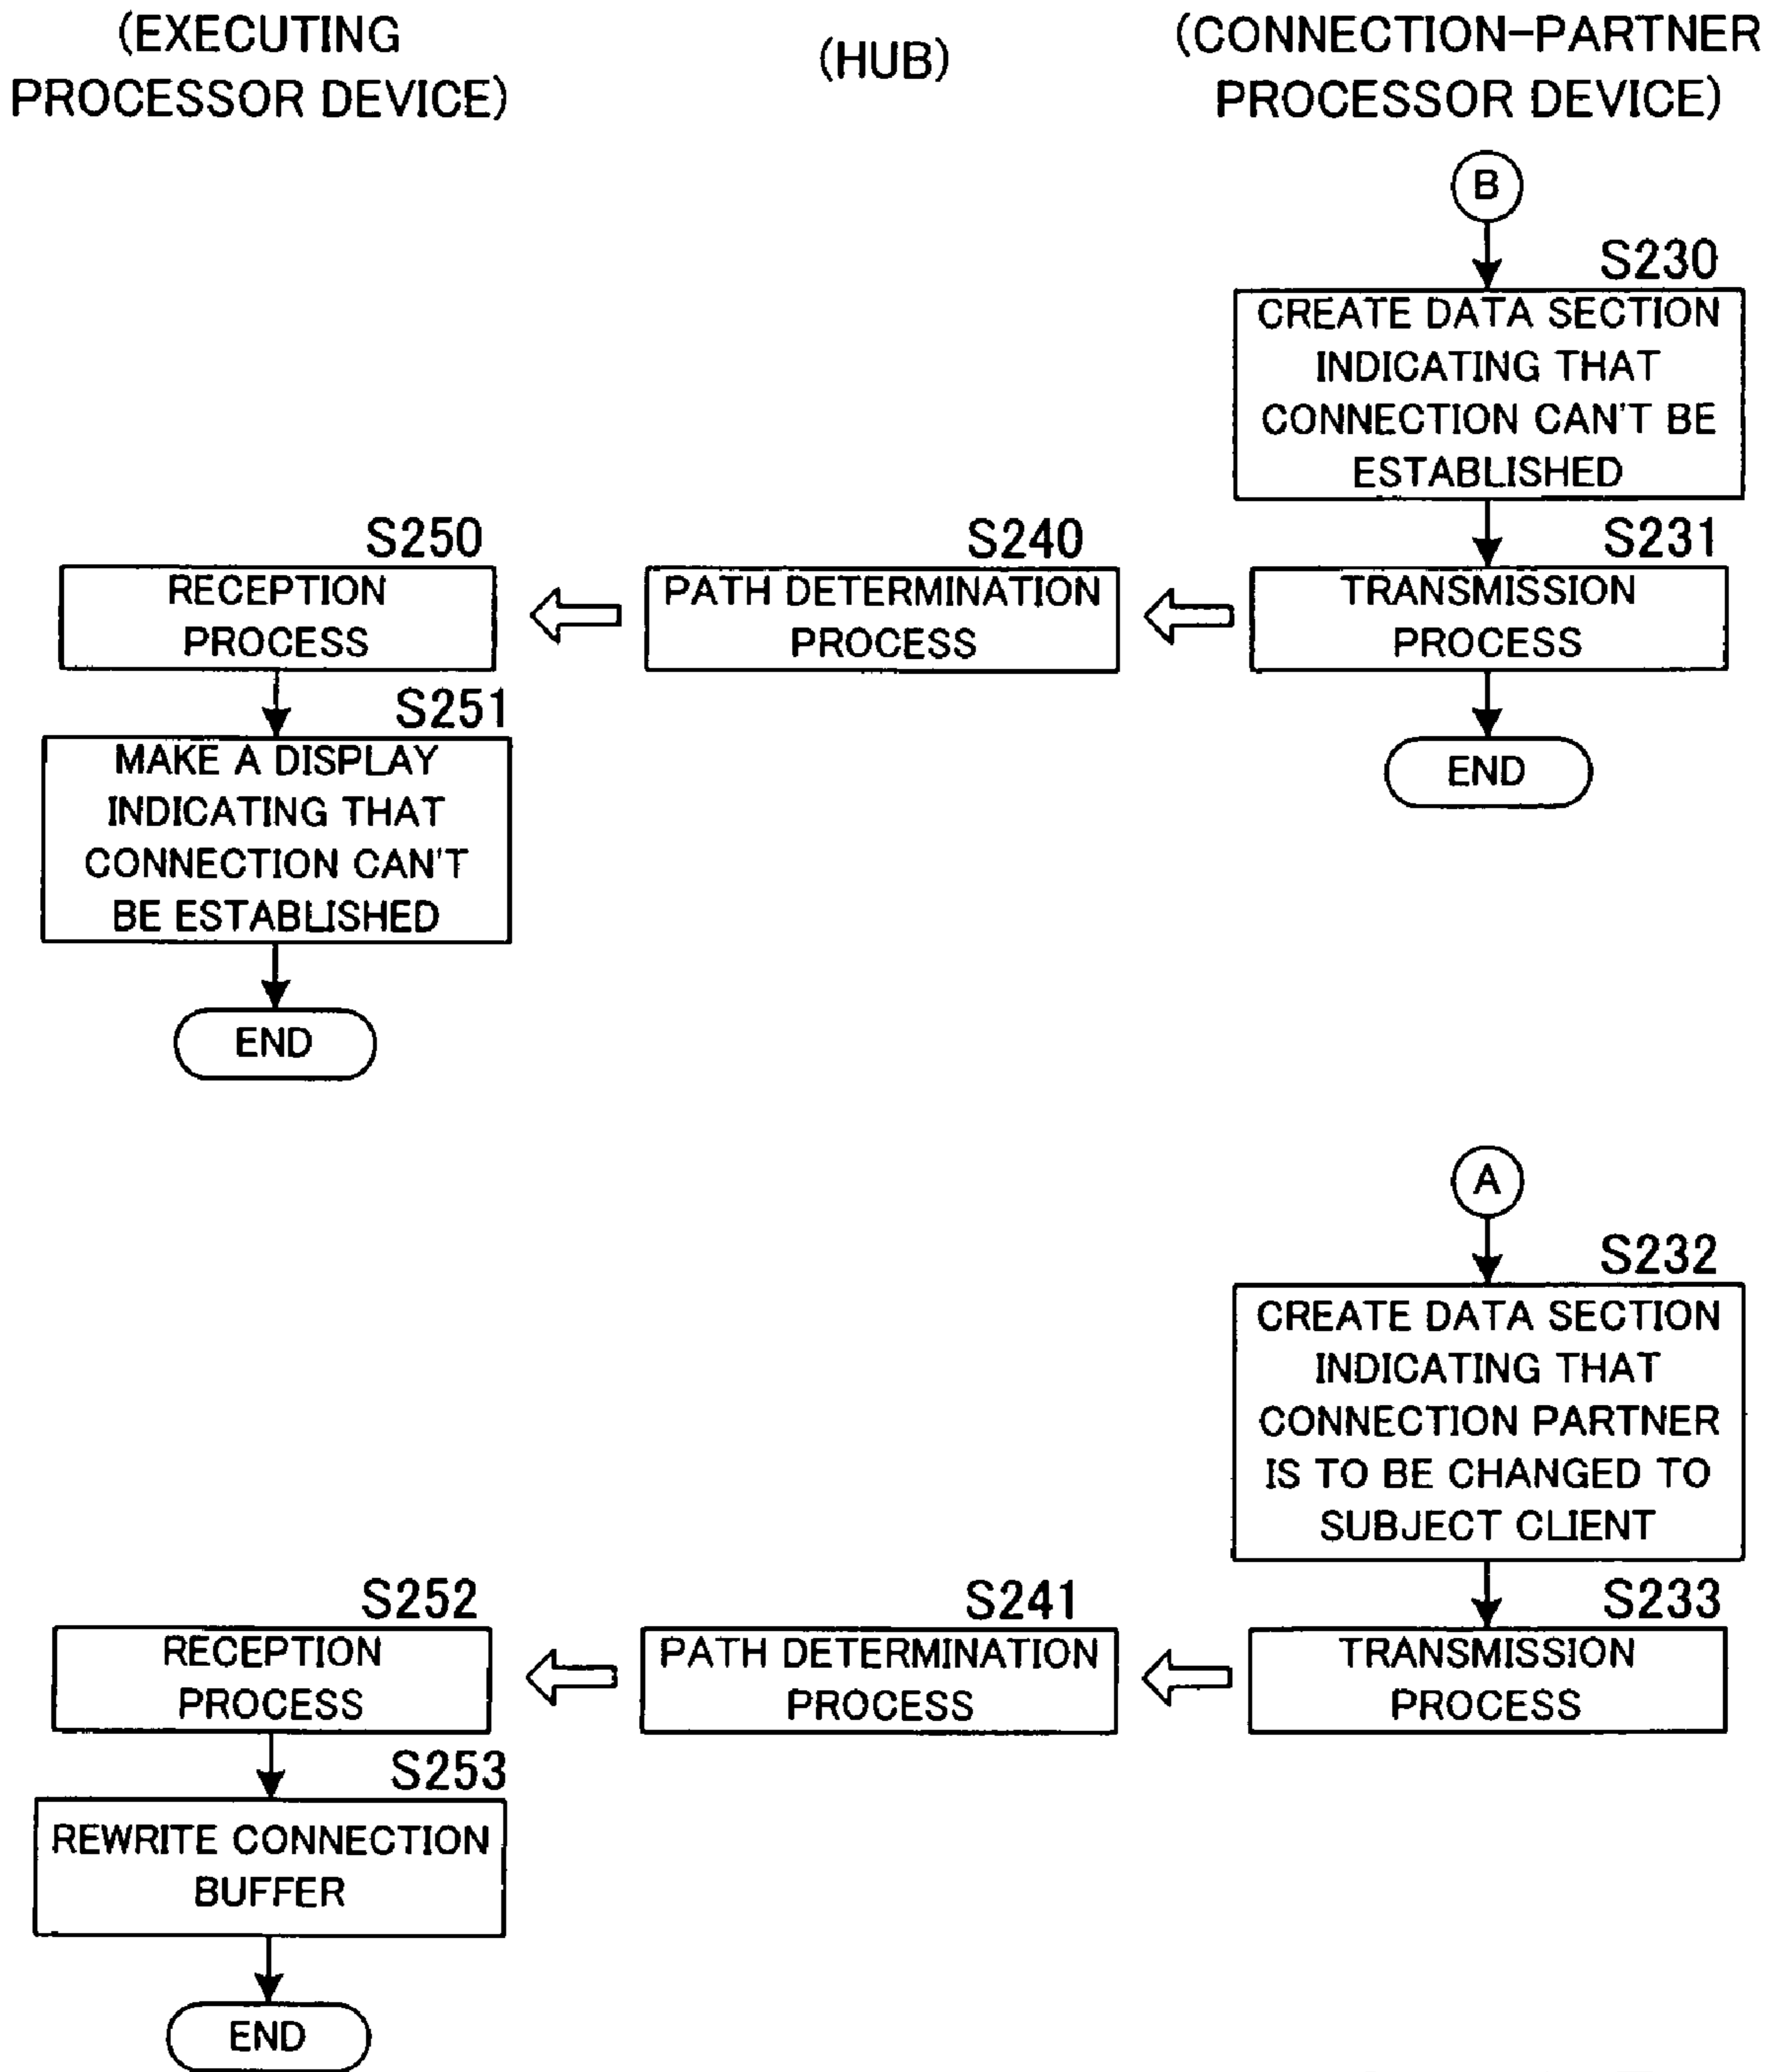 (EXECUTING
PROCESSOR DEVICE)
(HUB)
(CONNECTION-PARTNER
PROCESSOR DEVICE)
B
S230
CREATE DATA SECTION
INDICATING THAT
CONNECTION CAN'T BE
ESTABLISHED
S250
RECEPTION
PROCESS
S240
PATH DETERMINATION
PROCESS
S231
TRANSMISSION
PROCESS
S251
MAKE A DISPLAY
INDICATING THAT
CONNECTION CAN'T
BE ESTABLISHED
END
END
A
S232
CREATE DATA SECTION
INDICATING THAT
CONNECTION PARTNER
IS TO BE CHANGED TO
SUBJECT CLIENT
S252
RECEPTION
PROCESS
S241
PATH DETERMINATION
PROCESS
S233
TRANSMISSION
PROCESS
S253
REWRITE CONNECTION
BUFFER
END